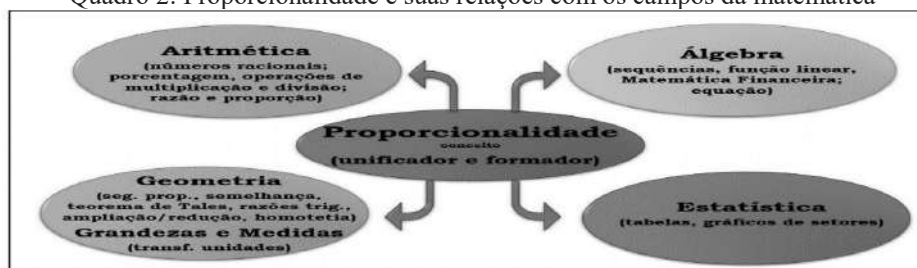 Quadro 2: Proporcionalidade e suas relações com os campos da matemática
Aritmética
(números racionais;
porcentagem, operações de
multiplicação e divisão;
razão e proporção)
Álgebra
(sequências, função linear,
Matemática Financeira;
equação)
Proporcionalidade
conceito
(unificador e formador)
Geometria
(seg. prop., semelhança,
teorema de Tales, razões trig.,
ampliação/redução, homotetia)
Grandezas e Medidas
(transf. unidades)
Estatística
(tabelas, gráficos de setores)